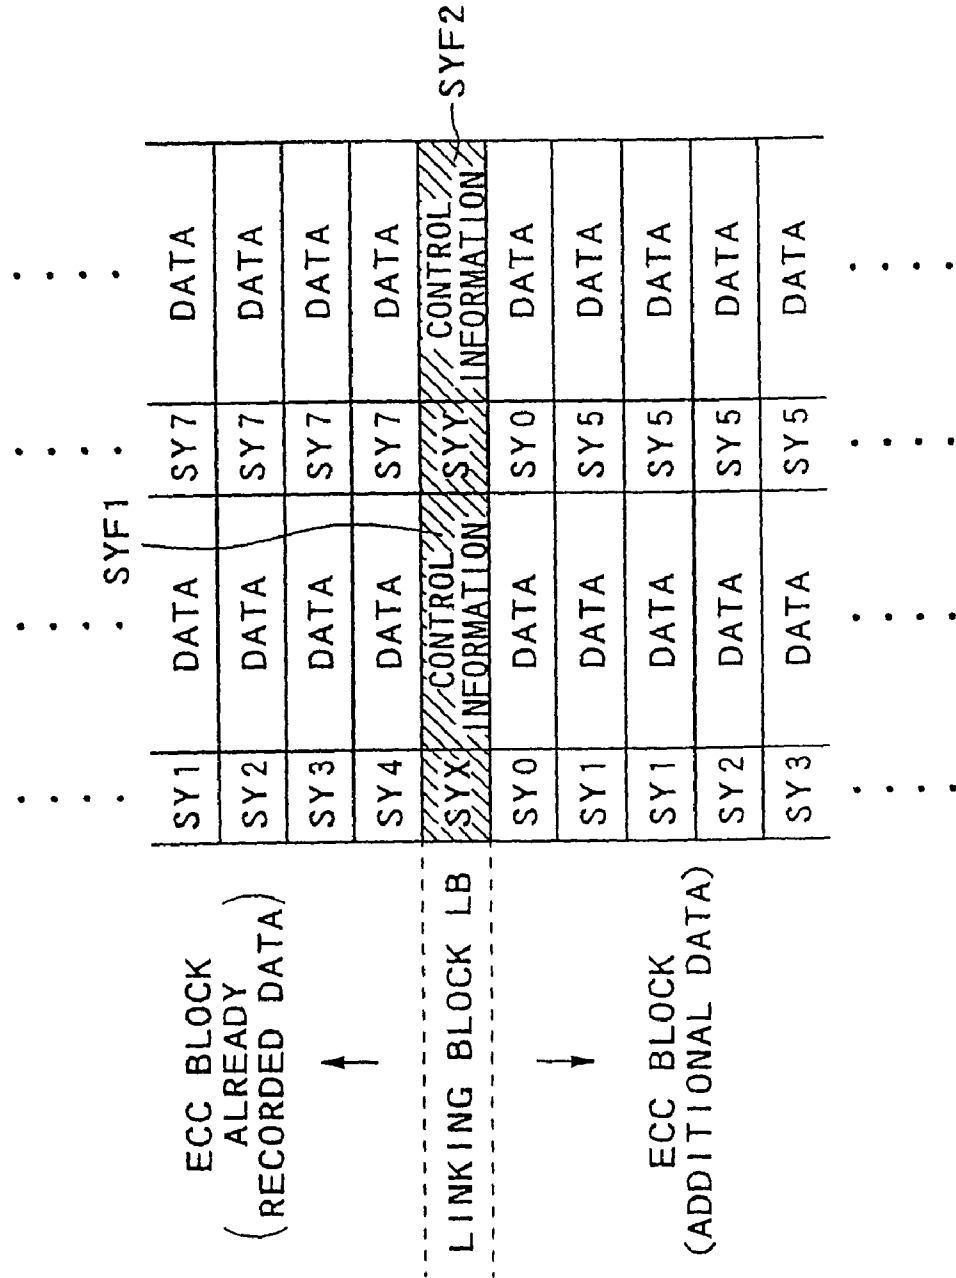 SYF1
SY1 DATA SY7 DATA
SY2 DATA SY7 DATA
SY3 DATA SY7 DATA
SY4 DATA SY7 DATA
ECC BLOCK
ALREADY
(RECORDED DATA)
LINKING BLOCK LB
SYX
CONTROL
INFORMATION
SYY
CONTROL
INFORMATION
SYF2
SY0 DATA SY0 DATA
SY1 DATA SY5 DATA
SY1 DATA SY5 DATA
SY2 DATA SY5 DATA
SY3 DATA SY5 DATA
ECC BLOCK
(ADDITIONAL DATA)